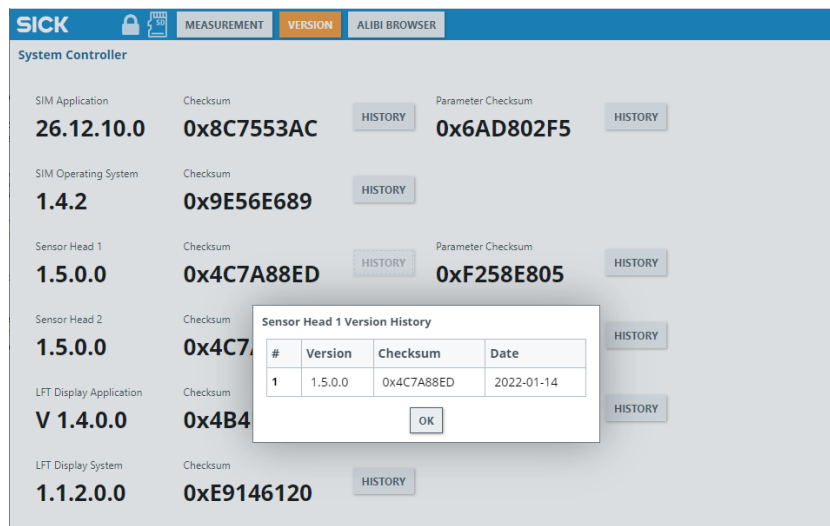 SICK SD MEASUREMENT VERSION ALIBI BROWSER
System Controller
SIM Application Checksum Parameter Checksum
26.12.10.0 0x8C7553AC HISTORY 0x6AD802F5 HISTORY
SIM Operating System Checksum
1.4.2 0x9E56E689 HISTORY
Sensor Head 1 Checksum Parameter Checksum
1.5.0.0 0x4C7A88ED HISTORY 0xF258E805 HISTORY
Sensor Head 2 Checksum
1.5.0.0 0x4C7 HISTORY
Sensor Head 1 Version History
# Version Checksum Date
1 1.5.0.0 0x4C7A88ED 2022-01-14
OK
LFT Display Application Checksum
V 1.4.0.0 0x4B4 HISTORY
LFT Display System Checksum
1.1.2.0.0 0xE9146120 HISTORY